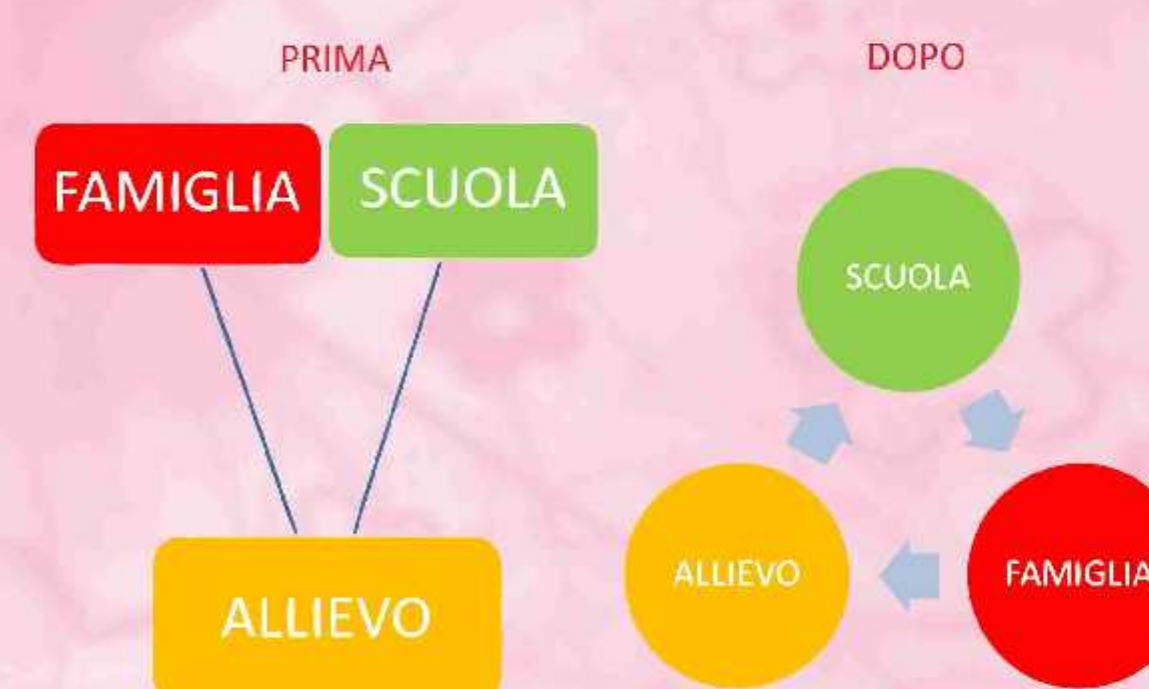 PRIMA
FAMIGLIA
SCUOLA
ALLIEVO
DOPO
SCUOLA
ALLIEVO
FAMIGLIA